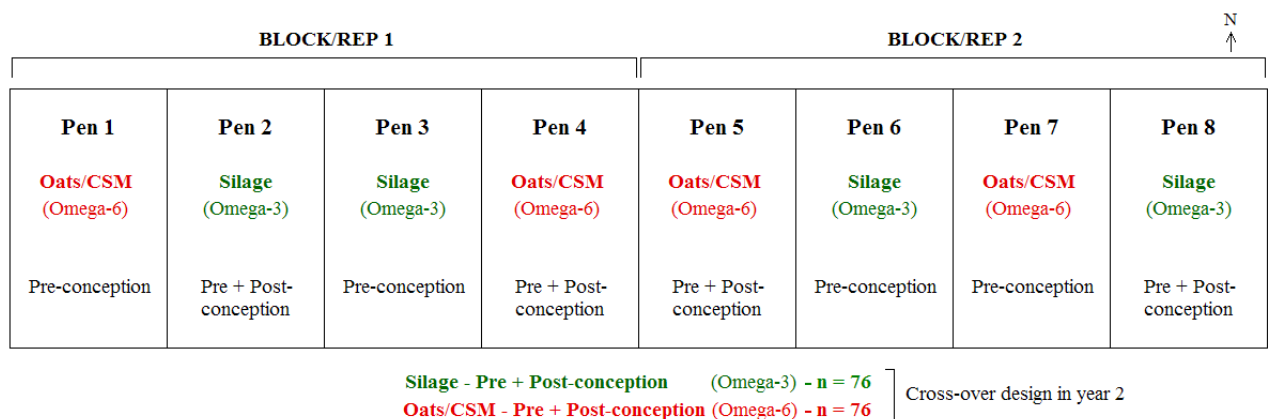 N
BLOCK/REP 1 BLOCK/REP 2
Pen 1 Pen 2 Pen 3 Pen 4 Pen 5 Pen 6 Pen 7 Pen 8
Oats/CSM Silage Silage Oats/CSM Oats/CSM Silage Oats/CSM Silage
(Omega-6) (Omega-3) (Omega-3) (Omega-6) (Omega-6) (Omega-3) (Omega-6) (Omega-3)
Pre-conception Pre + Post- Pre-conception Pre + Post- Pre + Post- Pre-conception Pre-conception Pre + Post-
conception conception conception conception
Silage - Pre + Post-conception (Omega-3) - n = 76
Cross-over design in year 2
Oats/CSM - Pre + Post-conception (Omega-6) - n = 76